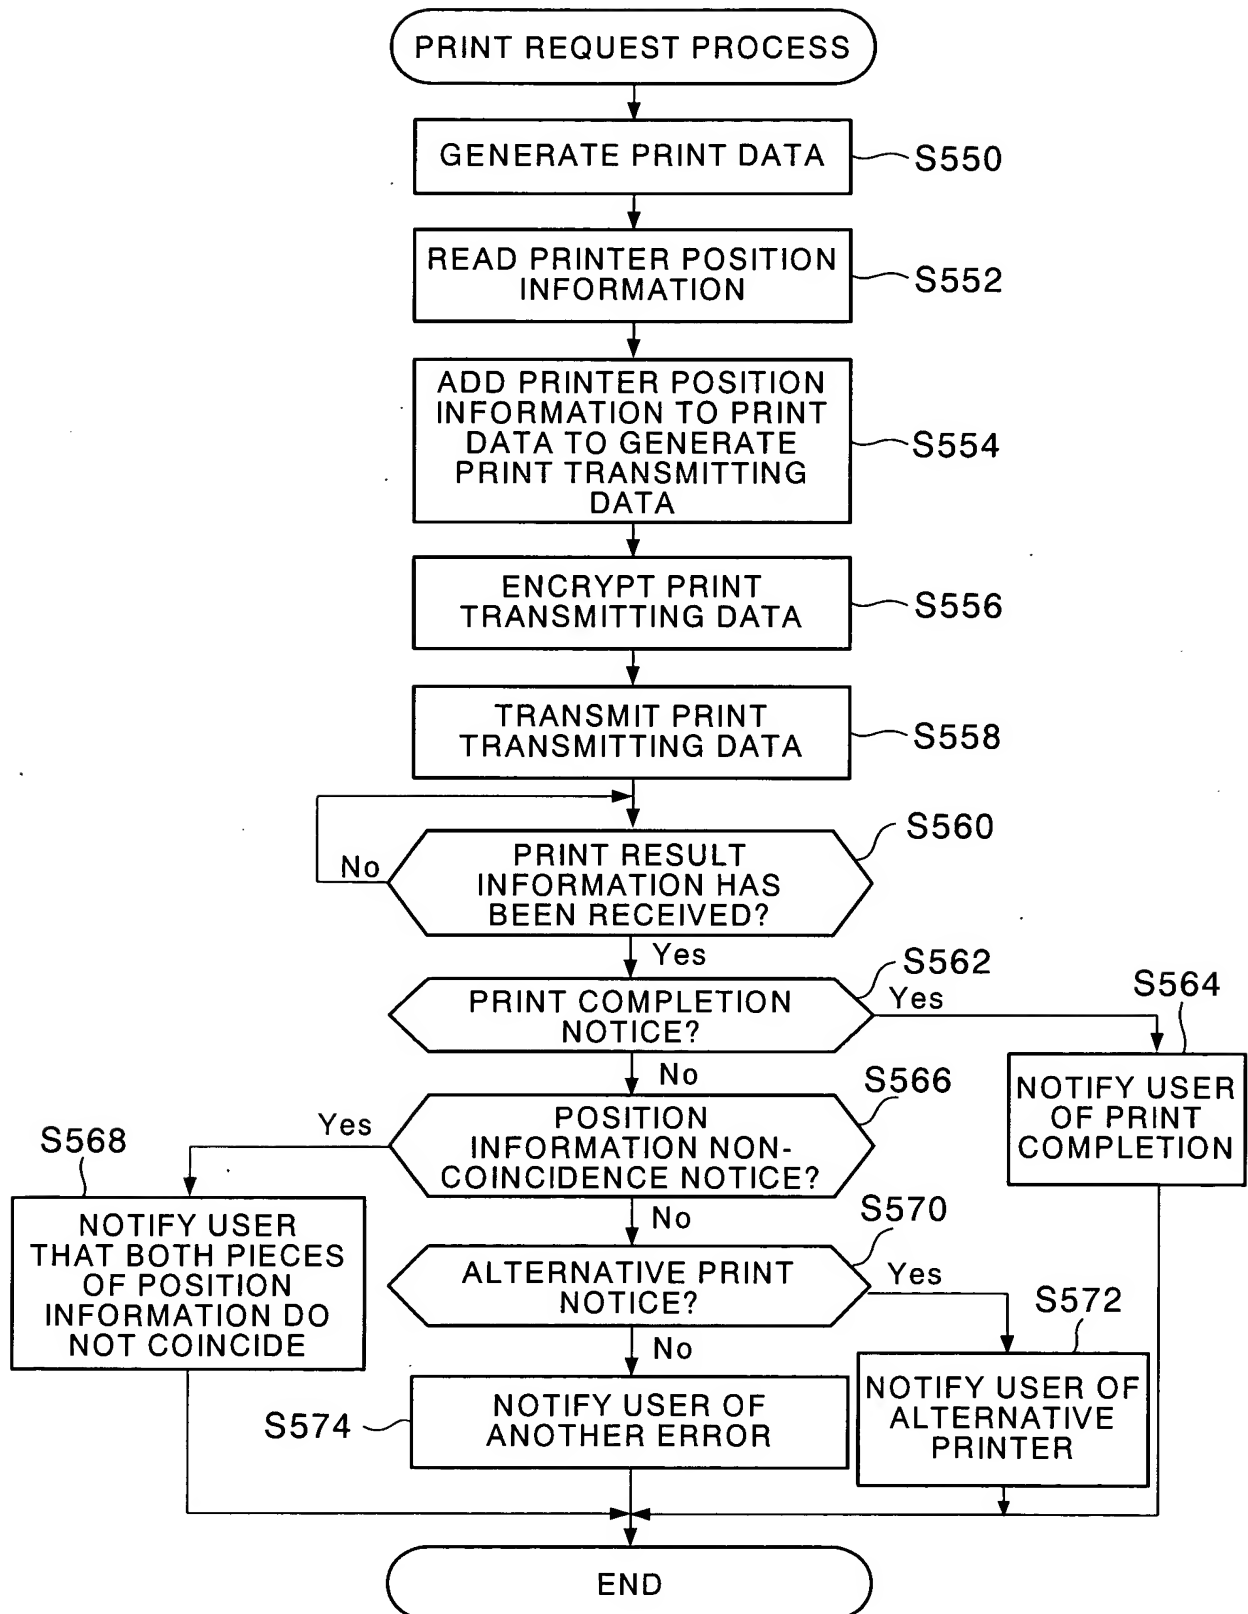 PRINT REQUEST PROCESS
GENERATE PRINT DATA
S550
READ PRINTER POSITION
INFORMATION
S552
ADD PRINTER POSITION
INFORMATION TO PRINT
DATA TO GENERATE
PRINT TRANSMITTING
DATA
S554
ENCRYPT PRINT
TRANSMITTING DATA
S556
TRANSMIT PRINT
TRANSMITTING DATA
S558
S560
No
PRINT RESULT
INFORMATION HAS
BEEN RECEIVED?
Yes
S562
PRINT COMPLETION
NOTICE?
Yes
S564
NOTIFY USER
OF PRINT
COMPLETION
No
S566
POSITION
INFORMATION NON-
COINCIDENCE NOTICE?
Yes
S568
NOTIFY USER
THAT BOTH PIECES
OF POSITION
INFORMATION DO
NOT COINCIDE
No
S570
ALTERNATIVE PRINT
NOTICE?
Yes
S572
NOTIFY USER OF
ALTERNATIVE
PRINTER
No
S574
NOTIFY USER OF
ANOTHER ERROR
END